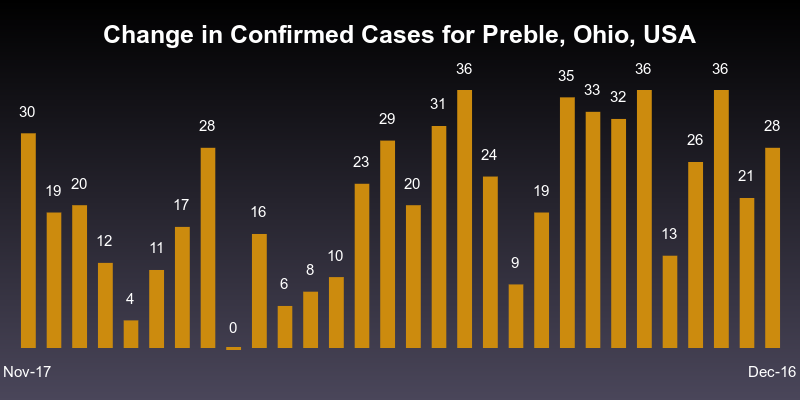 Change in Confirmed Cases for Preble, Ohio, USA
30 19 20 12 4 11 17 28 0 16 6 8 10 23 29 20 31 36 24 9 19 35 33 32 36 13 26 36 21 28
Nov-17 Dec-16